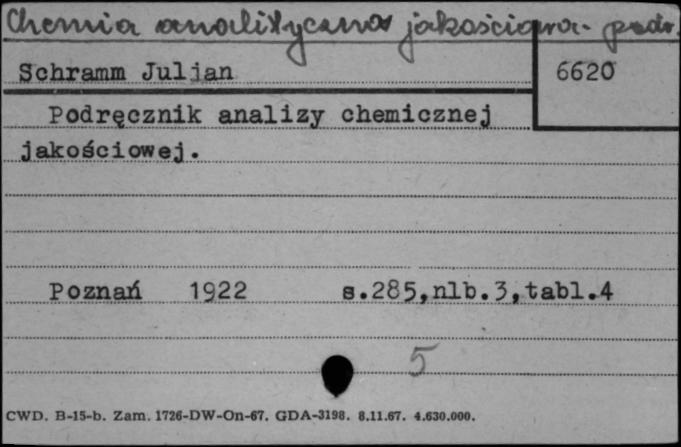 Chemia analityczna jakościowa - podr.
Schramm Juljan
6620
Podręcznik analizy chemicznej
jakościowej.
Poznań 1922 s.285,nlb.3,tabl.4
5
CWD. B-15-b. Zam. 1726-DW-On-67. GDA-3198. 8.11.67. 4.630.000.